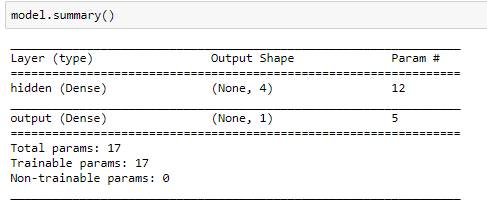 model.summary()
_________________________________________________________________
Layer (type)                 Output Shape              Param #
=================================================================
hidden (Dense)               (None, 4)                 12
_________________________________________________________________
output (Dense)               (None, 1)                 5
=================================================================
Total params: 17
Trainable params: 17
Non-trainable params: 0
_________________________________________________________________